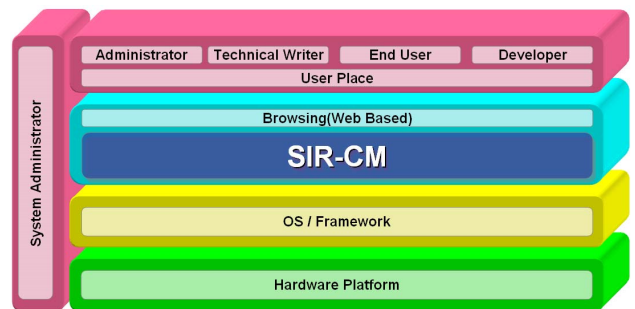 System Administrator
Administrator
Technical Writer
End User
Developer
User Place
Browsing(Web Based)
SIR-CM
OS / Framework
Hardware Platform